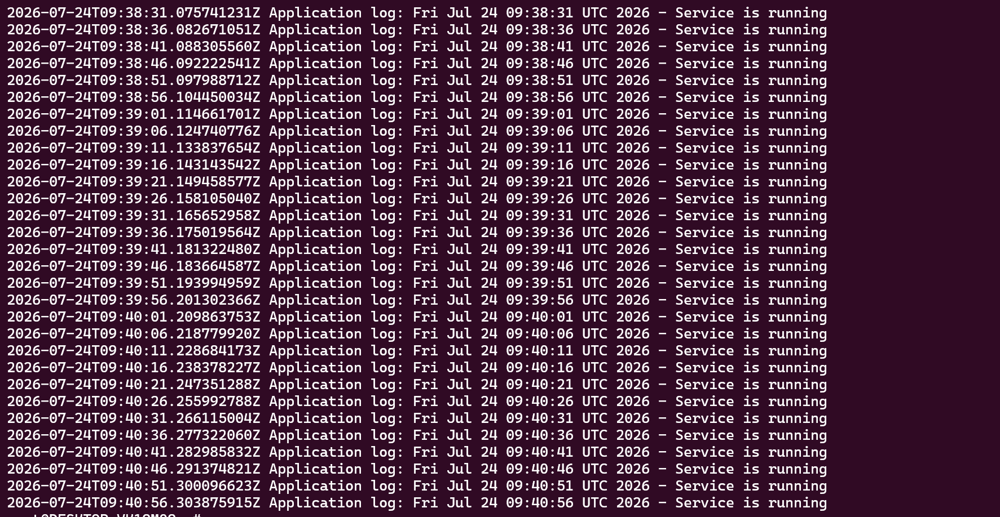 2026-07-24T09:38:31.075741231Z Application log: Fri Jul 24 09:38:31 UTC 2026 - Service is running
2026-07-24T09:38:36.082671051Z Application log: Fri Jul 24 09:38:36 UTC 2026 - Service is running
2026-07-24T09:38:41.088305560Z Application log: Fri Jul 24 09:38:41 UTC 2026 - Service is running
2026-07-24T09:38:46.092222541Z Application log: Fri Jul 24 09:38:46 UTC 2026 - Service is running
2026-07-24T09:38:51.097988712Z Application log: Fri Jul 24 09:38:51 UTC 2026 - Service is running
2026-07-24T09:38:56.104450034Z Application log: Fri Jul 24 09:38:56 UTC 2026 - Service is running
2026-07-24T09:39:01.114661701Z Application log: Fri Jul 24 09:39:01 UTC 2026 - Service is running
2026-07-24T09:39:06.124740776Z Application log: Fri Jul 24 09:39:06 UTC 2026 - Service is running
2026-07-24T09:39:11.133837654Z Application log: Fri Jul 24 09:39:11 UTC 2026 - Service is running
2026-07-24T09:39:16.143143542Z Application log: Fri Jul 24 09:39:16 UTC 2026 - Service is running
2026-07-24T09:39:21.149458577Z Application log: Fri Jul 24 09:39:21 UTC 2026 - Service is running
2026-07-24T09:39:26.158105040Z Application log: Fri Jul 24 09:39:26 UTC 2026 - Service is running
2026-07-24T09:39:31.165652958Z Application log: Fri Jul 24 09:39:31 UTC 2026 - Service is running
2026-07-24T09:39:36.175019564Z Application log: Fri Jul 24 09:39:36 UTC 2026 - Service is running
2026-07-24T09:39:41.181322480Z Application log: Fri Jul 24 09:39:41 UTC 2026 - Service is running
2026-07-24T09:39:46.183664587Z Application log: Fri Jul 24 09:39:46 UTC 2026 - Service is running
2026-07-24T09:39:51.193994959Z Application log: Fri Jul 24 09:39:51 UTC 2026 - Service is running
2026-07-24T09:39:56.201302366Z Application log: Fri Jul 24 09:39:56 UTC 2026 - Service is running
2026-07-24T09:40:01.209863753Z Application log: Fri Jul 24 09:40:01 UTC 2026 - Service is running
2026-07-24T09:40:06.218779920Z Application log: Fri Jul 24 09:40:06 UTC 2026 - Service is running
2026-07-24T09:40:11.228684173Z Application log: Fri Jul 24 09:40:11 UTC 2026 - Service is running
2026-07-24T09:40:16.238378227Z Application log: Fri Jul 24 09:40:16 UTC 2026 - Service is running
2026-07-24T09:40:21.247351288Z Application log: Fri Jul 24 09:40:21 UTC 2026 - Service is running
2026-07-24T09:40:26.255992788Z Application log: Fri Jul 24 09:40:26 UTC 2026 - Service is running
2026-07-24T09:40:31.266115004Z Application log: Fri Jul 24 09:40:31 UTC 2026 - Service is running
2026-07-24T09:40:36.277322060Z Application log: Fri Jul 24 09:40:36 UTC 2026 - Service is running
2026-07-24T09:40:41.282985832Z Application log: Fri Jul 24 09:40:41 UTC 2026 - Service is running
2026-07-24T09:40:46.291374821Z Application log: Fri Jul 24 09:40:46 UTC 2026 - Service is running
2026-07-24T09:40:51.300096623Z Application log: Fri Jul 24 09:40:51 UTC 2026 - Service is running
2026-07-24T09:40:56.303875915Z Application log: Fri Jul 24 09:40:56 UTC 2026 - Service is running